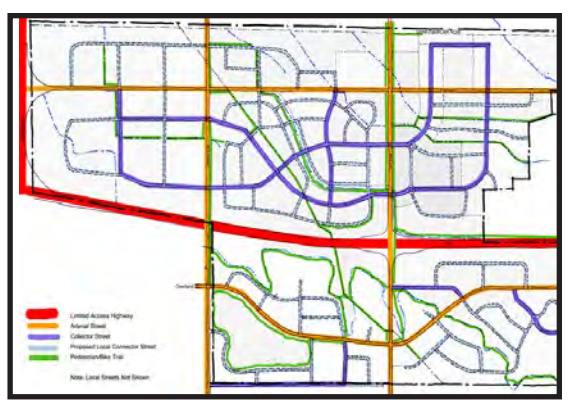 Overland
Limited Access Highway
Arterial Street
Collector Street
Proposed Local Connector Street
Pedestrian/Bike Trail
Note: Local Streets Not Shown